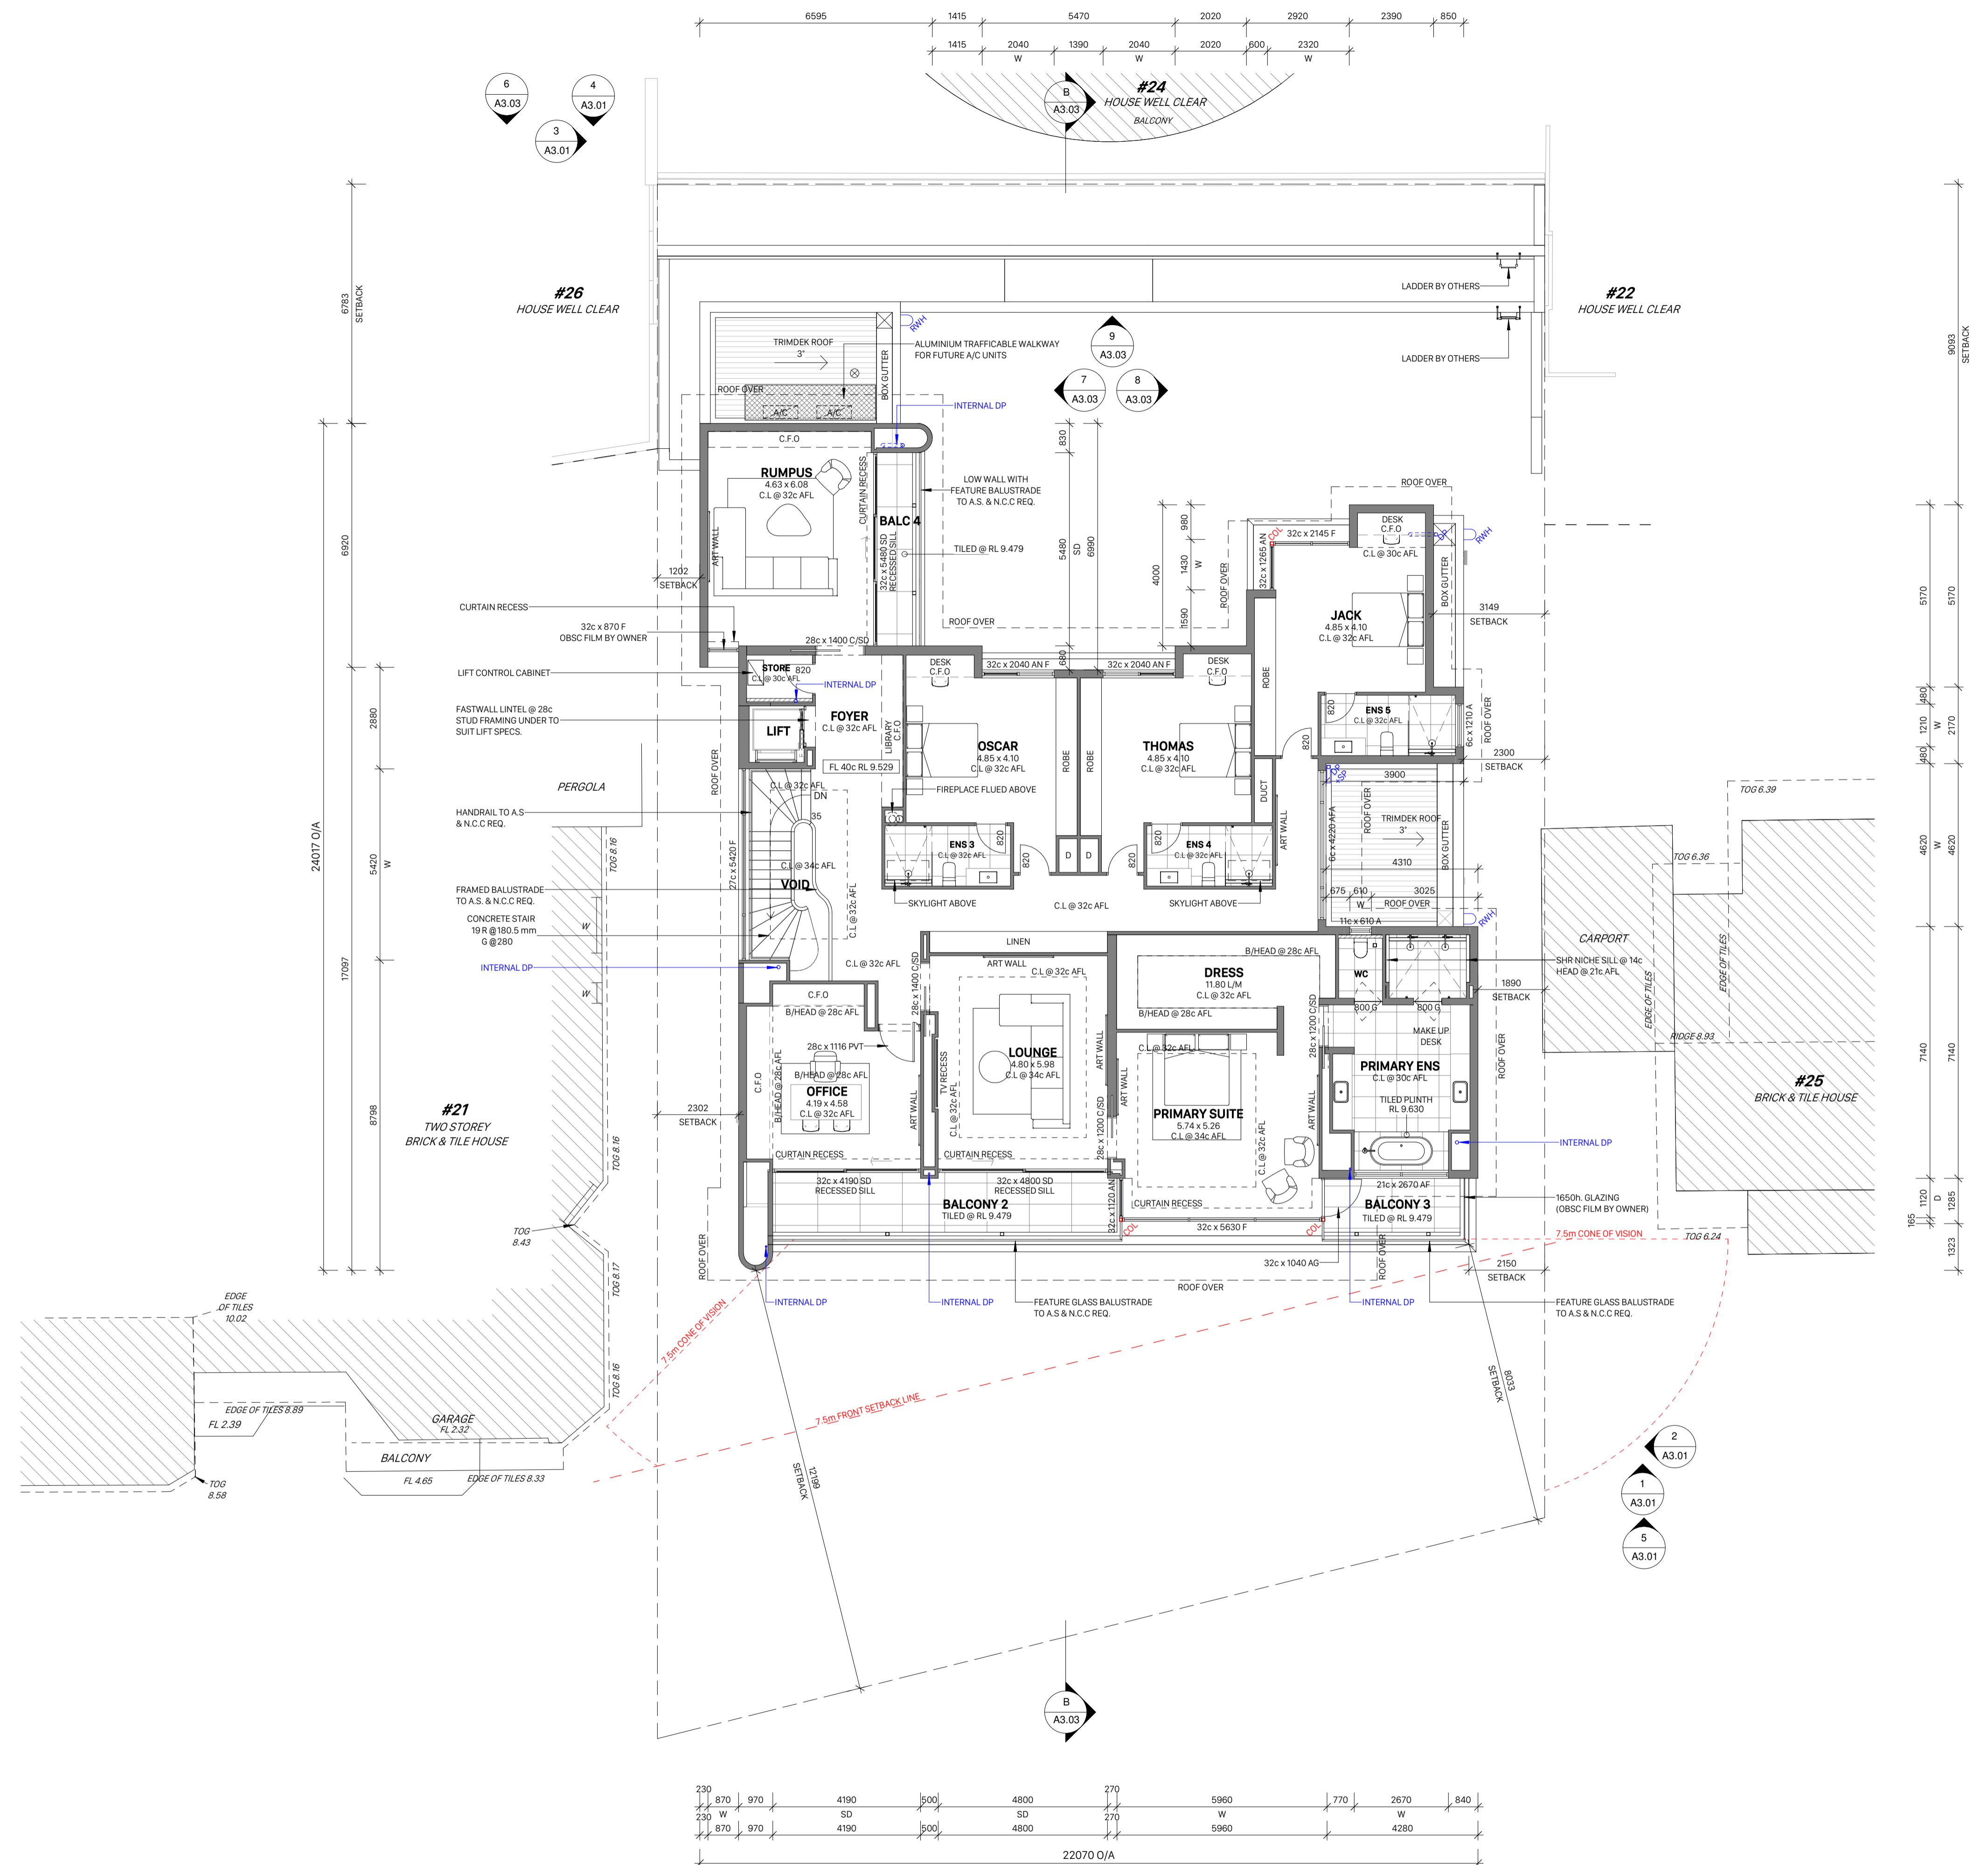 6595
1415
5470
2020
2920
2390
850
1415
2040
1390
2040
2020
600
2320
W
W
W
6
A3.03
4
A3.01
3
A3.01
B
A3.03
#24
HOUSE WELL CLEAR
BALCONY
6783
SETBACK
9093
SETBACK
#26
HOUSE WELL CLEAR
#22
HOUSE WELL CLEAR
LADDER BY OTHERS
LADDER BY OTHERS
RWH
TRIMDEK ROOF
3°
BOX GUTTER
ALUMINIUM TRAFFICABLE WALKWAY
FOR FUTURE A/C UNITS
ROOF OVER
A/C
A/C
INTERNAL DP
9
A3.03
7
A3.03
8
A3.03
C.F.O
RUMPUS
4.63 x 6.08
C.L @ 32c AFL
CURTAIN RECESS
ART WALL
BALC 4
32c x 5480 SD
RECESSED SILL
LOW WALL WITH
FEATURE BALUSTRADE
TO A.S. & N.C.C REQ.
TILED @ RL 9.479
830
5480
SD
6990
680
4000
980
1430
W
1590
ROOF OVER
ROOF OVER
ROOF OVER
COL
32c x 2145 F
32c x 1265 AN
DESK
C.F.O
C.L @ 30c AFL
DP
RWH
BOX GUTTER
JACK
4.85 x 4.10
C.L @ 32c AFL
3149
SETBACK
5170
5170
6920
24017 O/A
1202
SETBACK
CURTAIN RECESS
32c x 870 F
OBSC FILM BY OWNER
28c x 1400 C/SD
LIFT CONTROL CABINET
STORE
820
C.L @ 30c AFL
INTERNAL DP
FASTWALL LINTEL @ 28c
STUD FRAMING UNDER TO
SUIT LIFT SPECS.
LIFT
FOYER
C.L @ 32c AFL
LIBRARY
C.F.O
FL 40c RL 9.529
DESK
C.F.O
32c x 2040 AN F
32c x 2040 AN F
DESK
C.F.O
OSCAR
4.85 x 4.10
C.L @ 32c AFL
ROBE
ROBE
THOMAS
4.85 x 4.10
C.L @ 32c AFL
ROBE
820
ENS 5
C.L @ 32c AFL
820
6c x 1210 A
ROOF OVER
2300
SETBACK
480
1210
W
480
2170
2880
ROOF OVER
PERGOLA
HANDRAIL TO A.S
& N.C.C REQ.
C.L @ 32c AFL
DN
35
FIREPLACE FLUED ABOVE
DUCT
ART WALL
DP
+SP
3900
ROOF OVER
TRIMDEK ROOF
3°
BOX GUTTER
6c x 4220 AFA
4310
675
610
3025
W
ROOF OVER
RWH
11c x 610 A
TOG 6.39
TOG 6.36
4620
W
4620
5420
W
17097
27c x 5420 F
C.L @ 34c AFL
VOID
C.L @ 32c AFL
ENS 3
C.L @ 32c AFL
820
820
D
D
820
820
ENS 4
C.L @ 32c AFL
SKYLIGHT ABOVE
C.L @ 32c AFL
SKYLIGHT ABOVE
FRAMED BALUSTRADE
TO A.S. & N.C.C REQ.
CONCRETE STAIR
19 R @180.5 mm
G @280
INTERNAL DP
TOG 8.16
W
W
C.L @ 32c AFL
LINEN
ART WALL
C.L @ 32c AFL
28c x 1400 C/SD
C.F.O
B/HEAD @ 28c AFL
28c x 1116 PVT
C.F.O
B/HEAD @ 28c AFL
B/HEAD @ 28c AFL
OFFICE
4.19 x 4.58
C.L @ 32c AFL
ART WALL
TV RECESS
C.L @ 32c AFL
LOUNGE
4.80 x 5.98
C.L @ 34c AFL
ART WALL
28c x 1200 C/SD
B/HEAD @ 28c AFL
DRESS
11.80 L/M
C.L @ 32c AFL
B/HEAD @ 28c AFL
C.L @ 32c AFL
ART WALL
PRIMARY SUITE
5.74 x 5.26
C.L @ 34c AFL
C.L @ 32c AFL
ART WALL
28c x 1200 C/SD
WC
800 G
800 G
MAKE UP
DESK
PRIMARY ENS
C.L @ 30c AFL
TILED PLINTH
RL 9.630
SHR NICHE SILL @ 14c
HEAD @ 21c AFL
1890
SETBACK
ROOF OVER
CARPORT
EDGE OF TILES
EDGE OF TILES
RIDGE 8.93
#25
BRICK & TILE HOUSE
7140
7140
#21
TWO STOREY
BRICK & TILE HOUSE
2302
SETBACK
8798
TOG 8.16
CURTAIN RECESS
CURTAIN RECESS
CURTAIN RECESS
32c x 4190 SD
RECESSED SILL
32c x 4800 SD
RECESSED SILL
32c x 1120 AN
BALCONY 2
TILED @ RL 9.479
COL
32c x 5630 F
COL
21c x 2670 AF
BALCONY 3
TILED @ RL 9.479
INTERNAL DP
1650h. GLAZING
(OBSC FILM BY OWNER)
7.5m CONE OF VISION
TOG 6.24
1120
D
165
1285
1323
TOG
8.43
ROOF OVER
32c x 1040 AG
ROOF OVER
ROOF OVER
2150
SETBACK
TOG 8.17
EDGE
OF TILES
10.02
INTERNAL DP
INTERNAL DP
FEATURE GLASS BALUSTRADE
TO A.S & N.C.C REQ.
INTERNAL DP
FEATURE GLASS BALUSTRADE
TO A.S & N.C.C REQ.
7.5m CONE OF VISION
7.5m FRONT SETBACK LINE
8033
SETBACK
TOG 8.16
EDGE OF TILES 8.89
FL 2.39
GARAGE
FL 2.32
BALCONY
FL 4.65
EDGE OF TILES 8.33
TOG
8.58
12199
SETBACK
2
A3.01
1
A3.01
5
A3.01
B
A3.03
230
870
970
4190
500
4800
270
5960
770
2670
840
W
SD
SD
W
W
230
870
970
4190
500
4800
270
5960
4280
22070 O/A